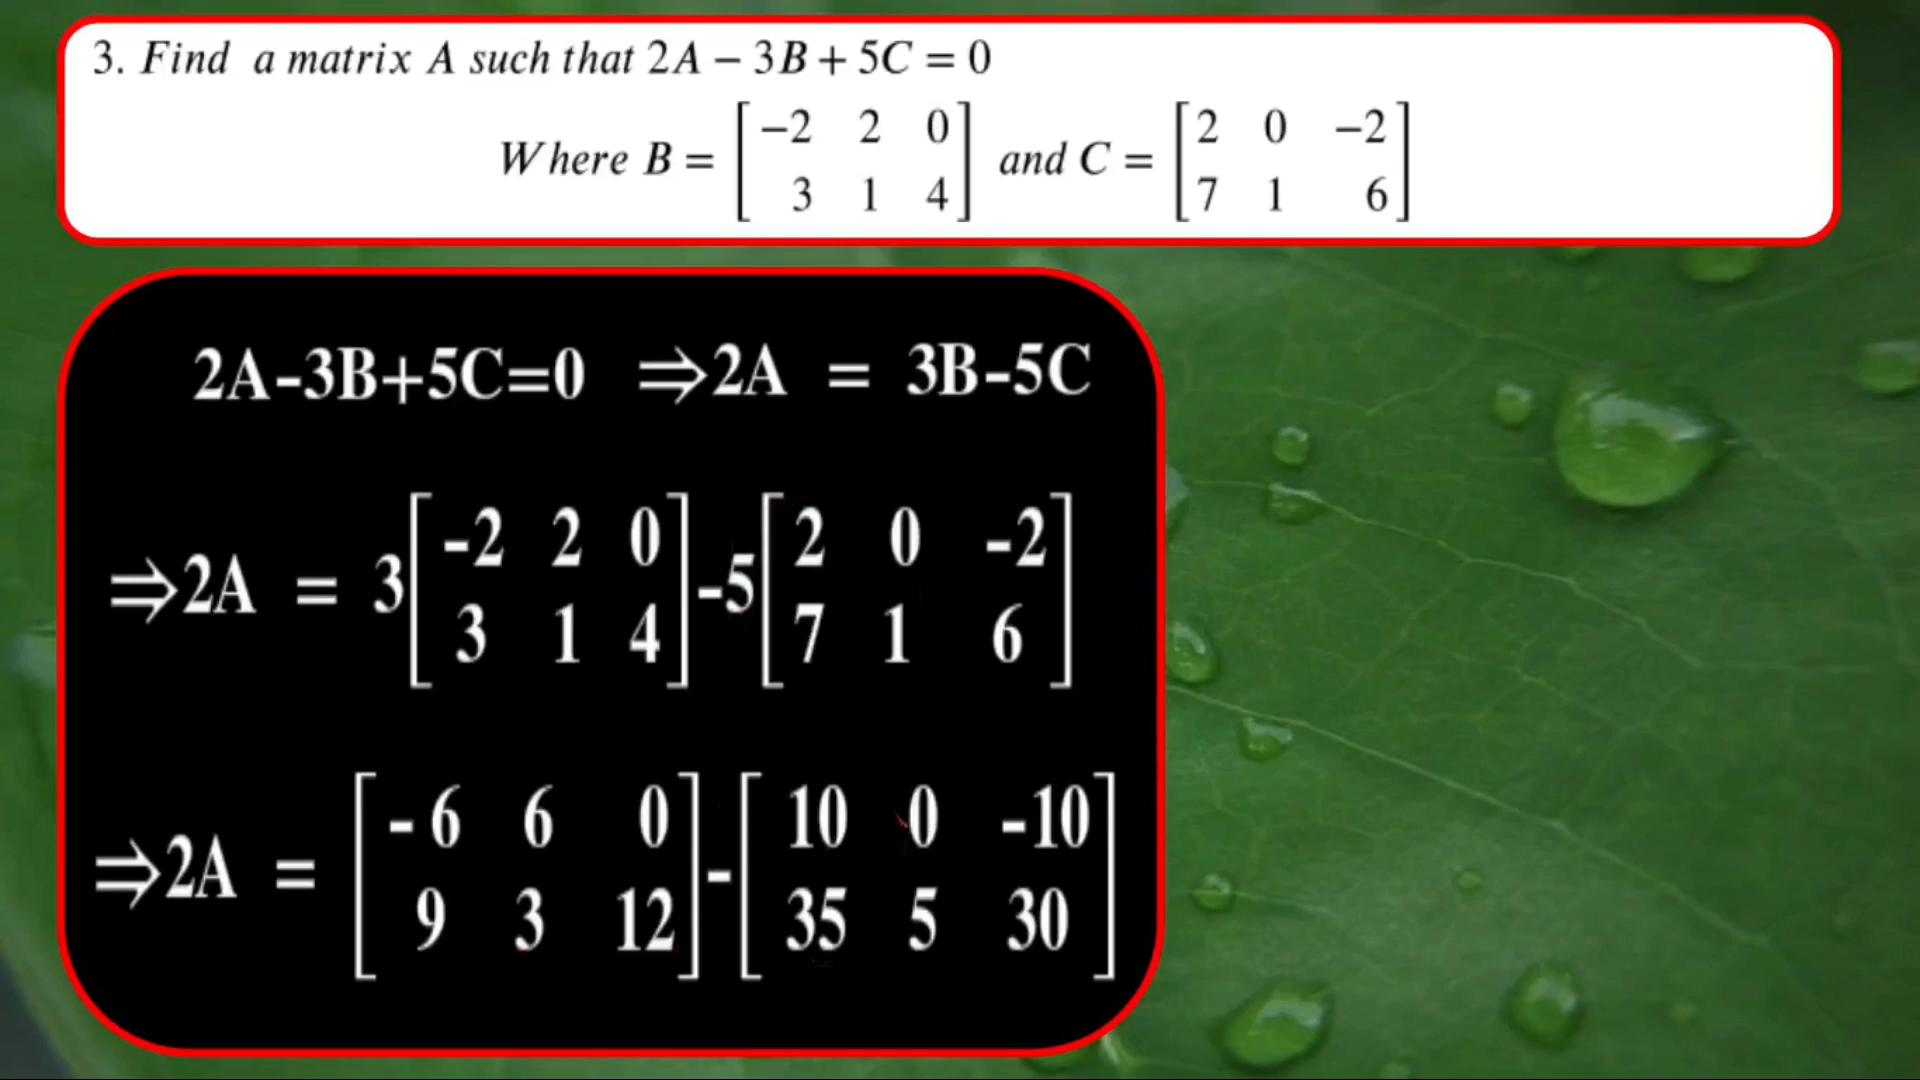 3. Find a matrix A such that 2A − 3B + 5C = 0
Where B = [−2 2 0 and C = [2 0 −2
3 1 4] 7 1 6]
2A-3B+5C=0 ⇒2A = 3B-5C
⇒2A = 3[-2 2 0 -5[2 0 -2
3 1 4] 7 1 6]
⇒2A = [- 6 6 0 -[10 0 -10
9 3 12] 35 5 30]